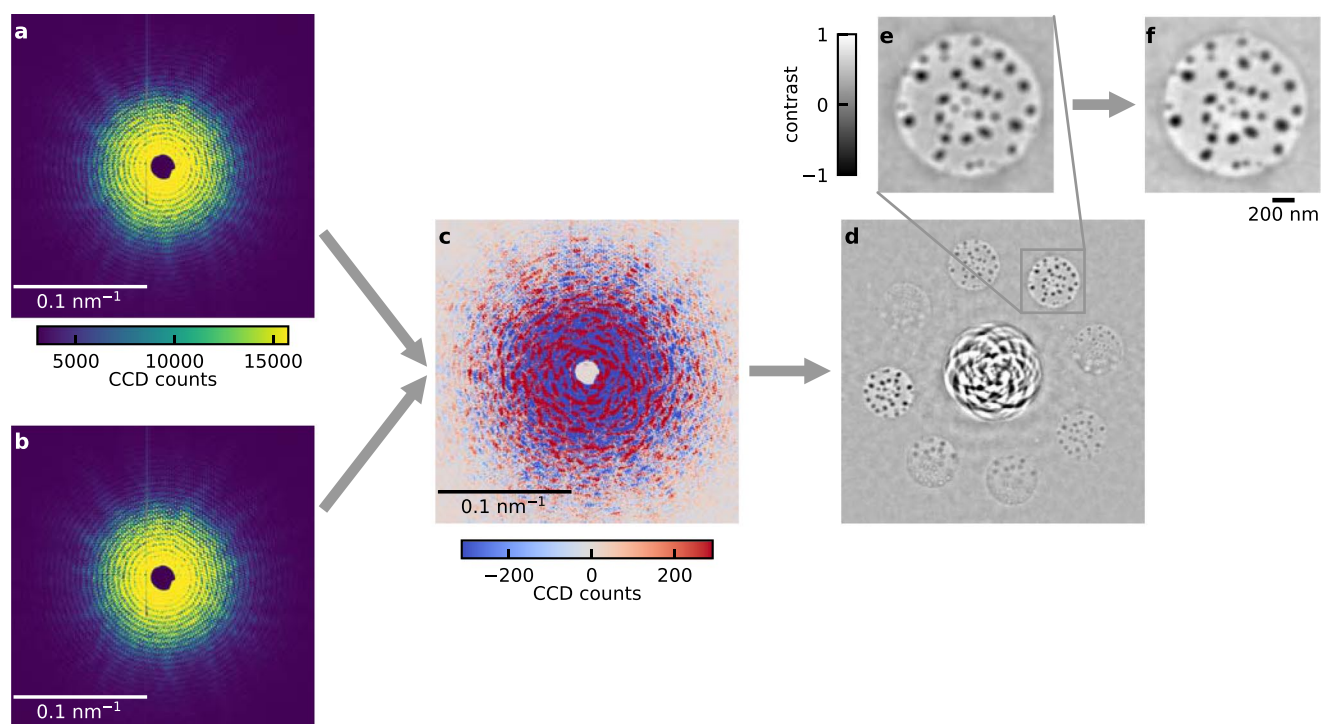 a
0.1 nm⁻¹
5000 10000 15000
CCD counts
b
0.1 nm⁻¹
c
0.1 nm⁻¹
−200 0 200
CCD counts
contrast
1
0
−1
e
f
200 nm
d